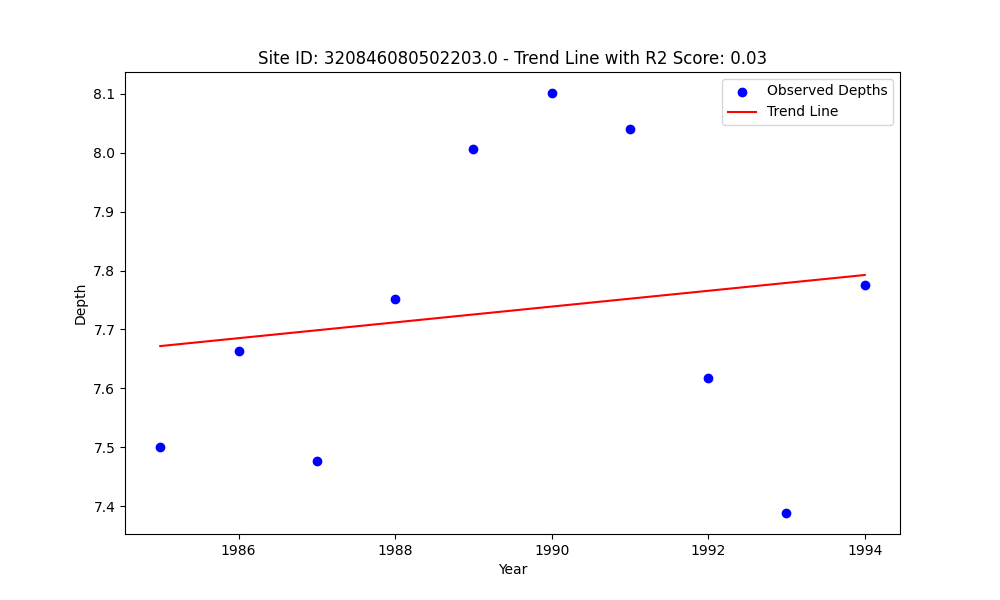 Site ID: 320846080502203.0 - Trend Line with R2 Score: 0.03
Observed Depths
Trend Line
8.1
8.0
7.9
7.8
7.7
7.6
7.5
7.4
Depth
1986
1988
1990
1992
1994
Year